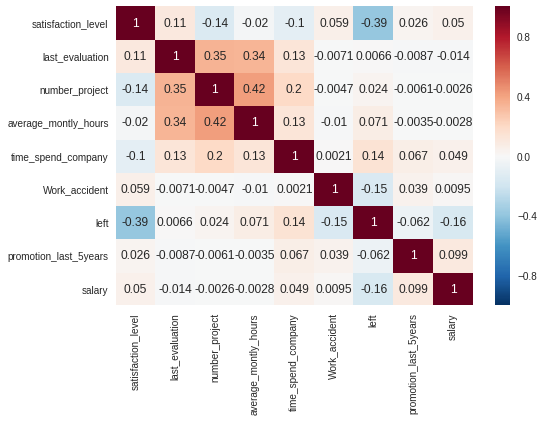 satisfaction_level 1 0.11 -0.14 -0.02 -0.1 0.059 -0.39 0.026 0.05
last_evaluation 0.11 1 0.35 0.34 0.13 -0.0071 0.0066 -0.0087 -0.014
number_project -0.14 0.35 1 0.42 0.2 -0.0047 0.024 -0.0061 -0.0026
average_montly_hours -0.02 0.34 0.42 1 0.13 -0.01 0.071 -0.0035 -0.0028
time_spend_company -0.1 0.13 0.2 0.13 1 0.0021 0.14 0.067 0.049
Work_accident 0.059 -0.0071 -0.0047 -0.01 0.0021 1 -0.15 0.039 0.0095
left -0.39 0.0066 0.024 0.071 0.14 -0.15 1 -0.062 -0.16
promotion_last_5years 0.026 -0.0087 -0.0061 -0.0035 0.067 0.039 -0.062 1 0.099
salary 0.05 -0.014 -0.0026 -0.0028 0.049 0.0095 -0.16 0.099 1
satisfaction_level
last_evaluation
number_project
average_montly_hours
time_spend_company
Work_accident
left
promotion_last_5years
salary
0.8
0.4
0.0
−0.4
−0.8